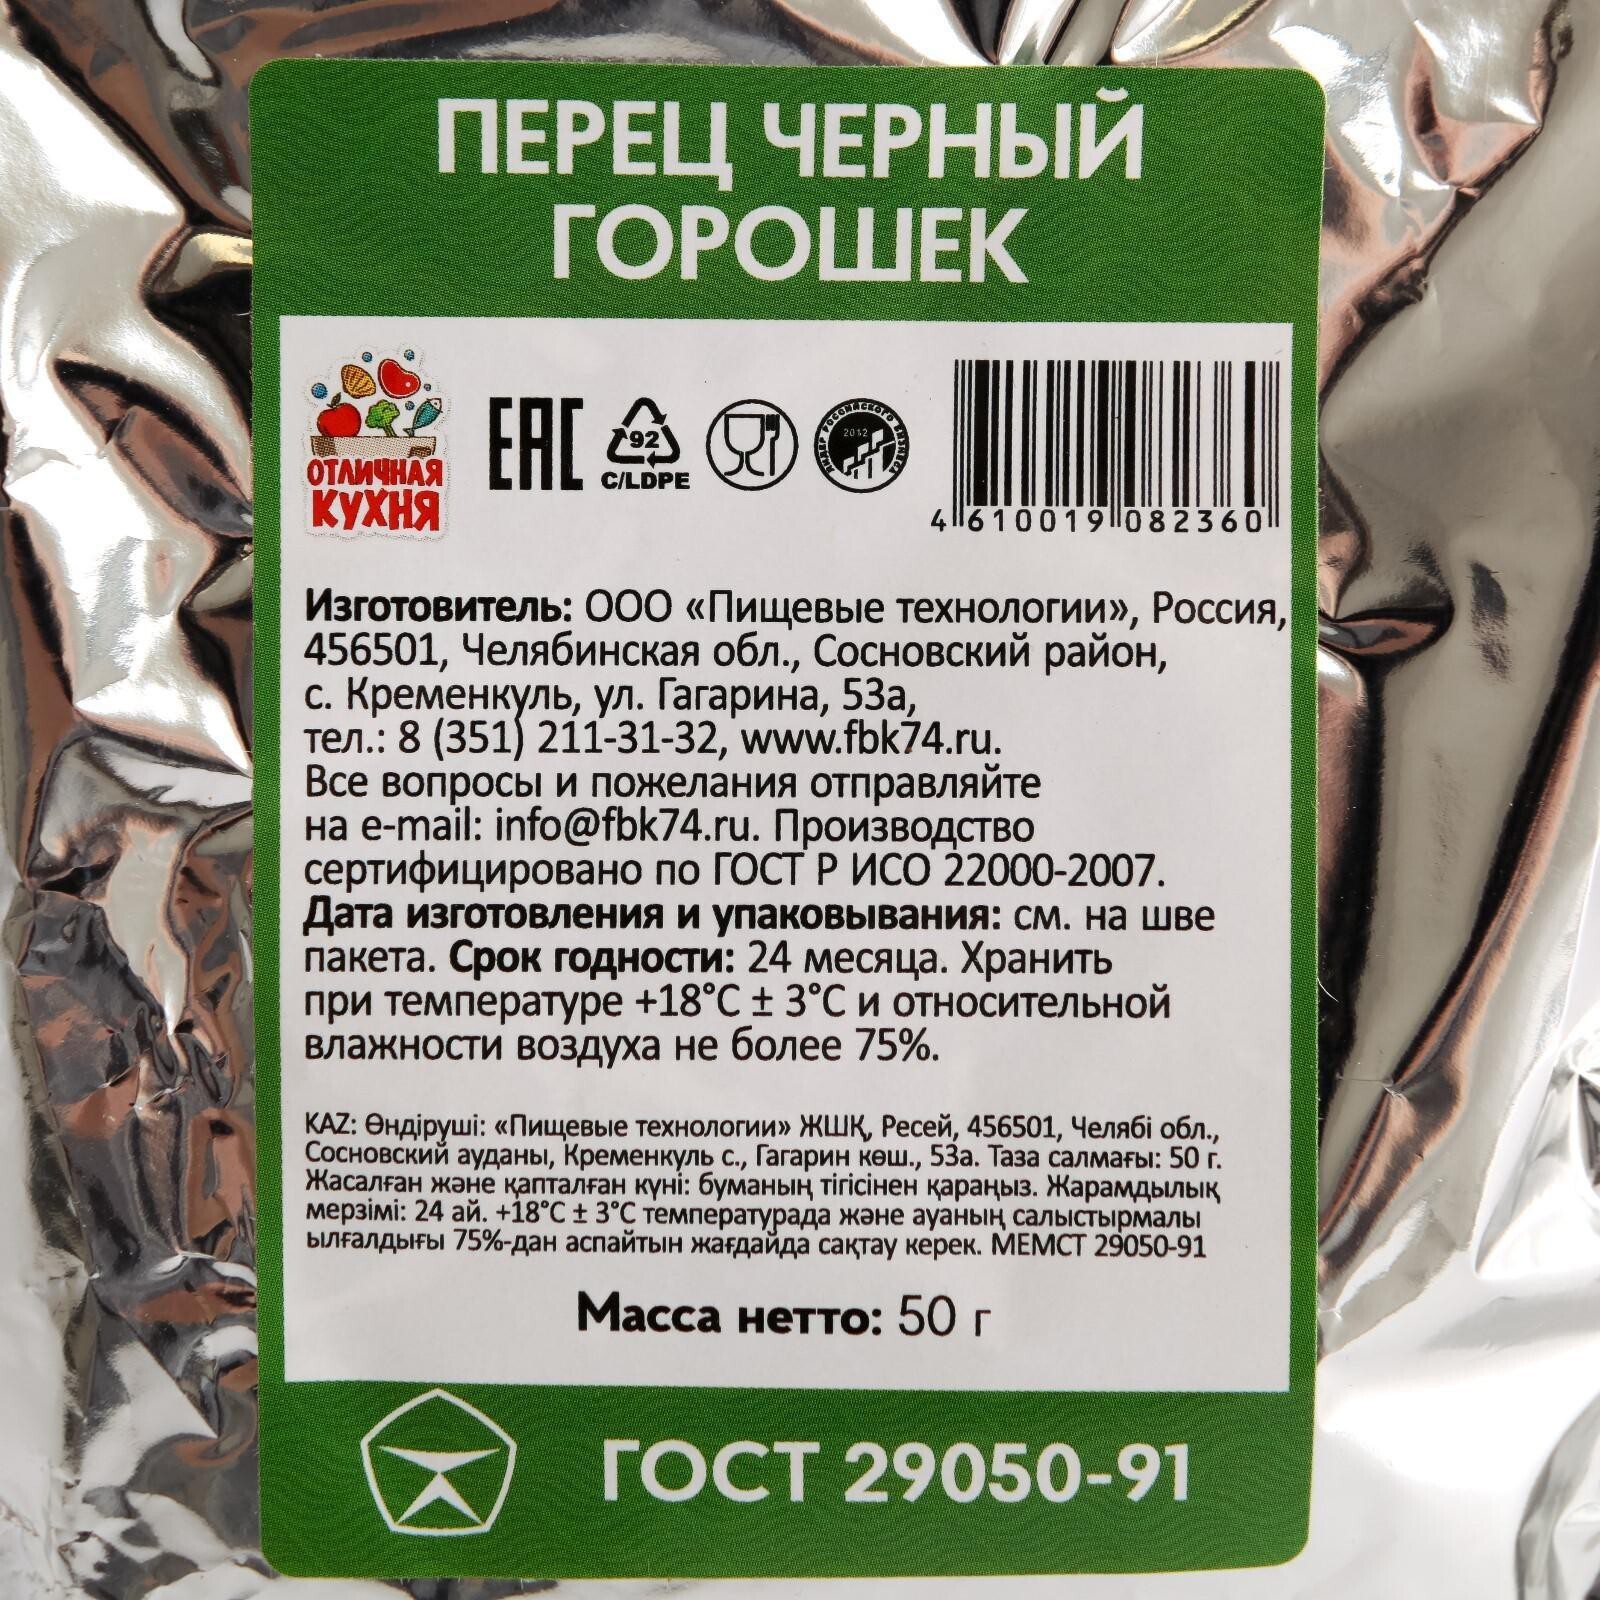 ПЕРЕЦ ЧЕРНЫЙ
ГОРОШЕК
ОТЛИЧНАЯ
КУХНЯ
EAC
92
C/LDPE
ЛИДЕР РОССИЙСКОГО БИЗНЕСА
2012
4 610019 082360
Изготовитель: ООО «Пищевые технологии», Россия,
456501, Челябинская обл., Сосновский район,
с. Кременкуль, ул. Гагарина, 53а,
тел.: 8 (351) 211-31-32, www.fbk74.ru.
Все вопросы и пожелания отправляйте
на e-mail: info@fbk74.ru. Производство
сертифицировано по ГОСТ Р ИСО 22000-2007.
Дата изготовления и упаковывания: см. на шве
пакета. Срок годности: 24 месяца. Хранить
при температуре +18°С ± 3°С и относительной
влажности воздуха не более 75%.
KAZ: Өндіруші: «Пищевые технологии» ЖШҚ, Ресей, 456501, Челябі обл.,
Сосновский ауданы, Кременкуль с., Гагарин көш., 53а. Таза салмағы: 50 г.
Жасалған және қапталған күні: буманың тігісінен қараңыз. Жарамдылық
мерзімі: 24 ай. +18°С ± 3°С температурада және ауаның салыстырмалы
ылғалдығы 75%-дан аспайтын жағдайда сақтау керек. МЕМСТ 29050-91
Масса нетто: 50 г
ГОСТ 29050-91